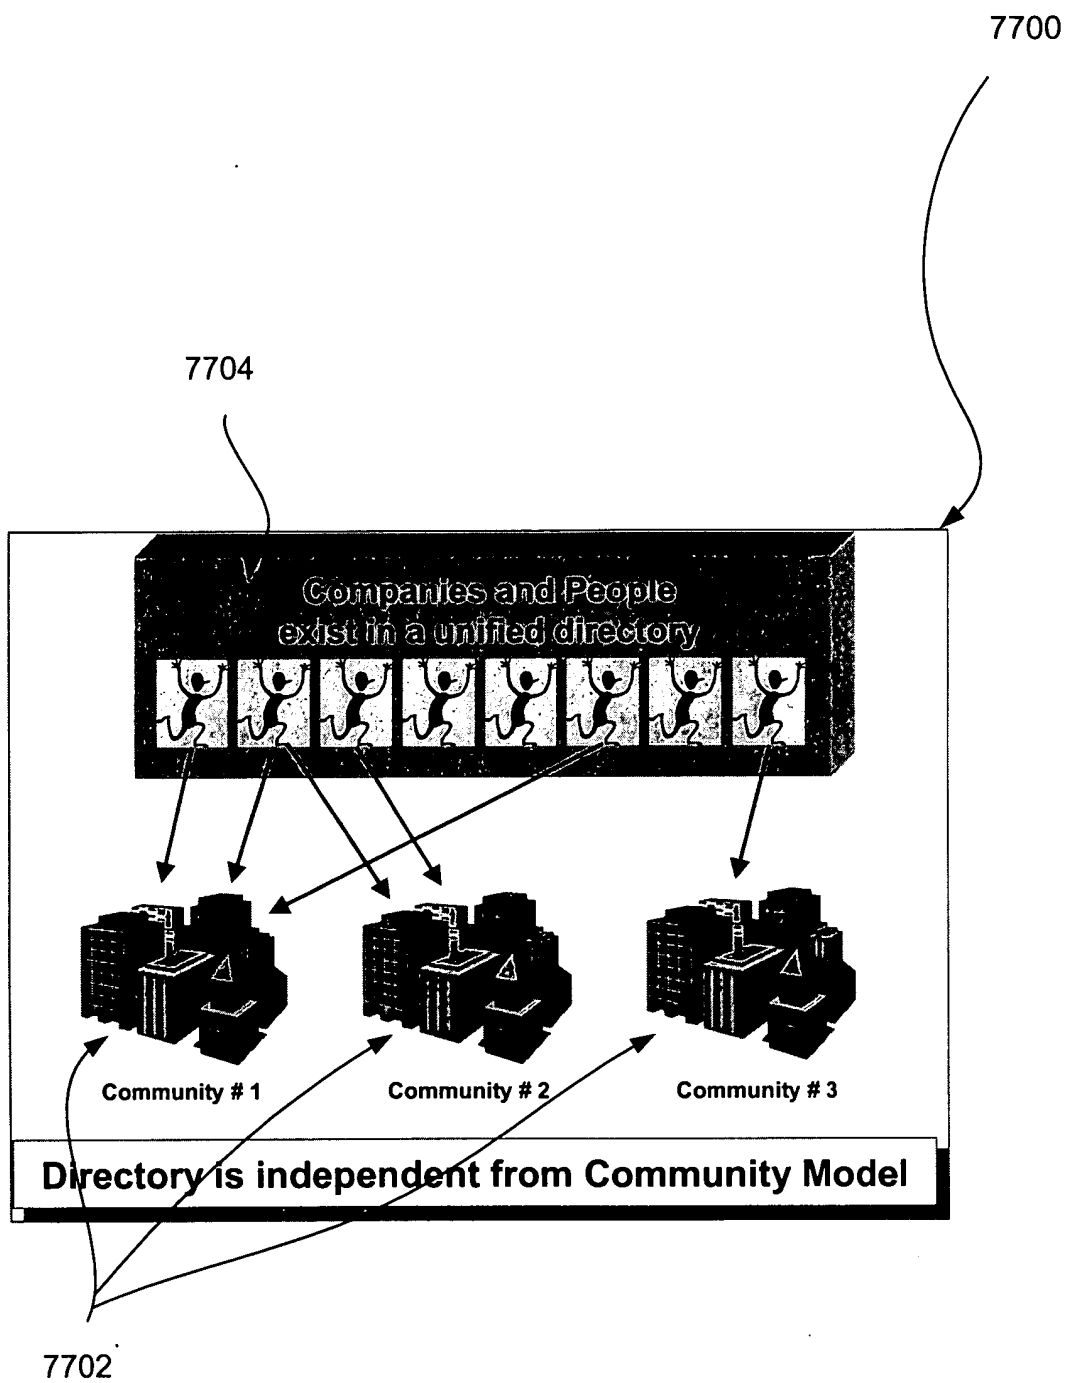 7700
7704
Companies and People
exist in a unified directory
Community # 1
Community # 2
Community # 3
Directory is independent from Community Model
7702